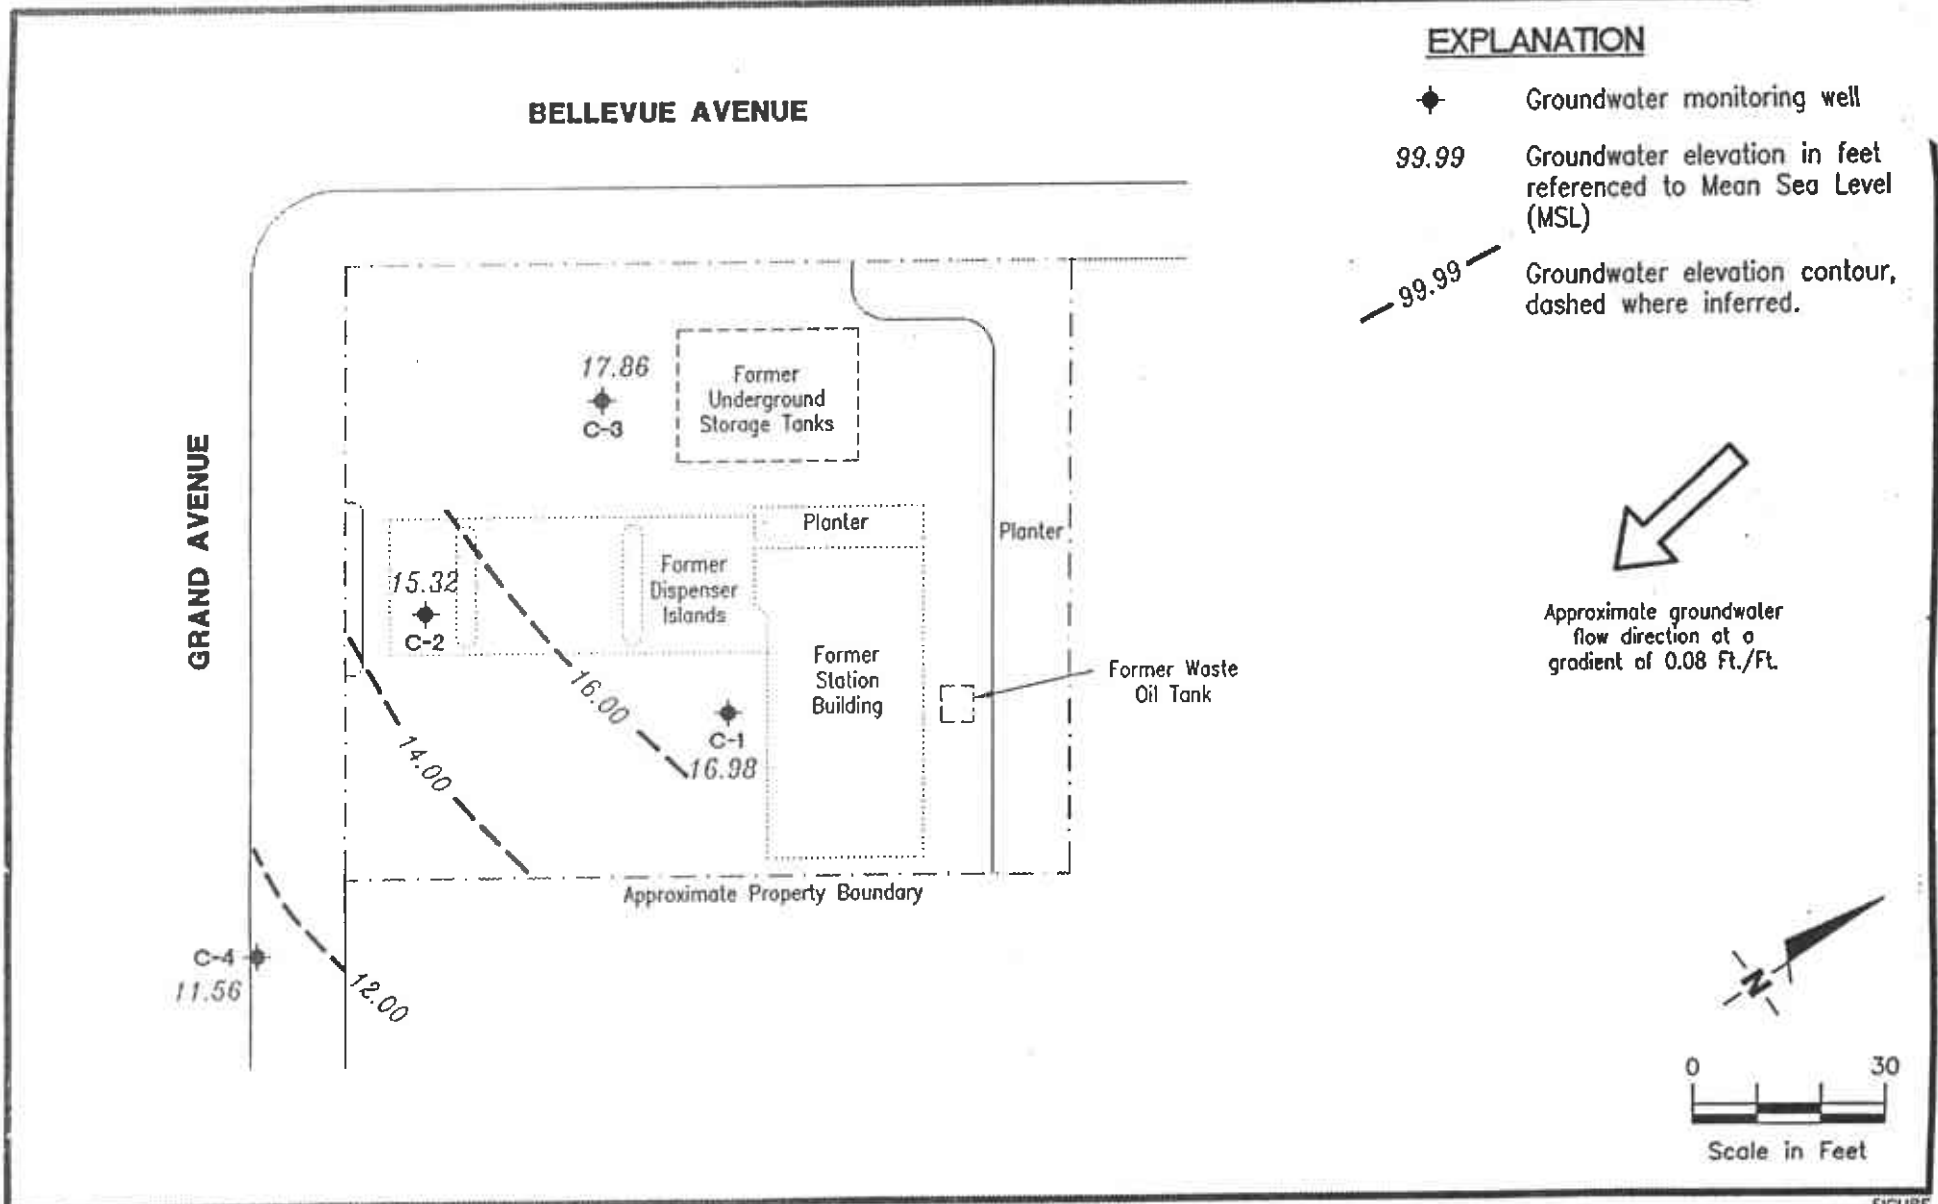 EXPLANATION
Groundwater monitoring well
99.99
Groundwater elevation in feet
referenced to Mean Sea Level
(MSL)
99.99
Groundwater elevation contour,
dashed where inferred.
BELLEVUE AVENUE
GRAND AVENUE
17.86
C-3
Former
Underground
Storage Tanks
Planter
Planter
15.32
C-2
Former
Dispenser
Islands
Former
Station
Building
16.00
C-1
16.98
14.00
Former Waste
Oil Tank
Approximate Property Boundary
C-4
11.56
12.00
Approximate groundwater
flow direction at a
gradient of 0.08 Ft./Ft.
N
0 30
Scale in Feet
FIGURE